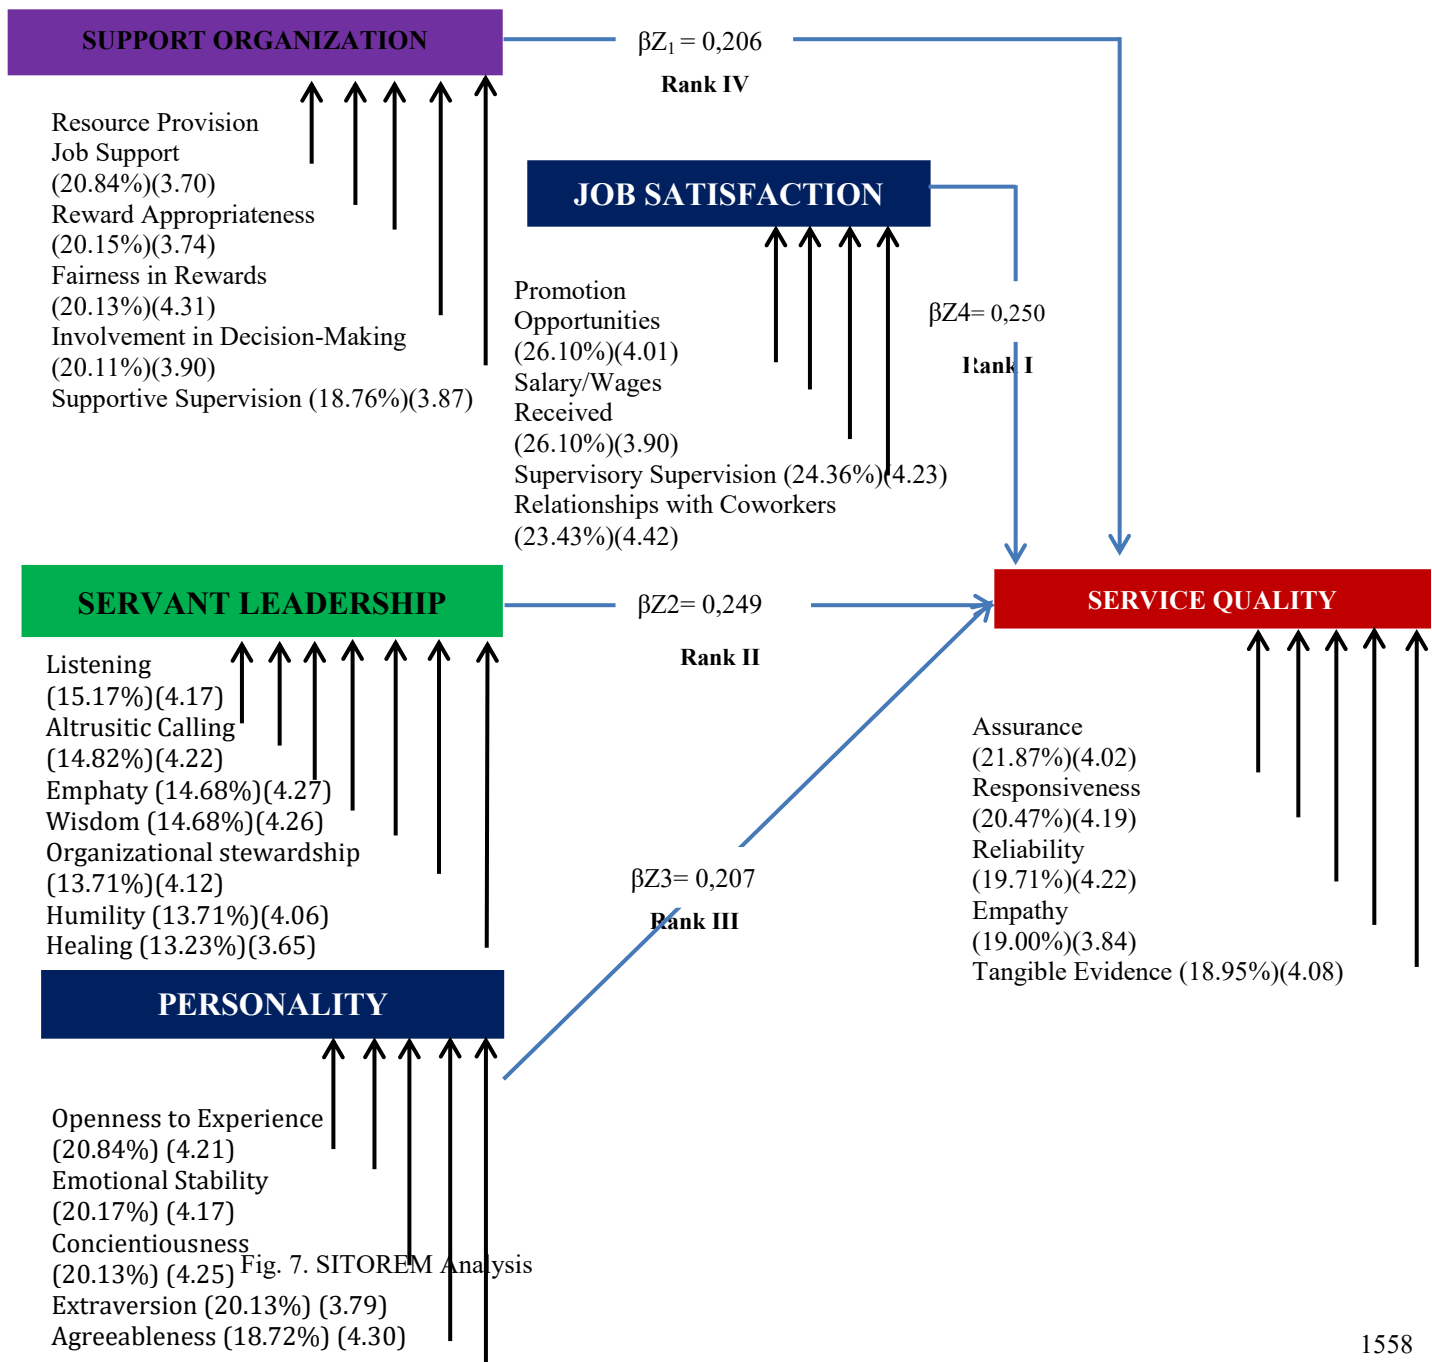 SUPPORT ORGANIZATION
βZ1 = 0,206
Rank IV
Resource Provision
Job Support
(20.84%)(3.70)
Reward Appropriateness
(20.15%)(3.74)
Fairness in Rewards
(20.13%)(4.31)
Involvement in Decision-Making
(20.11%)(3.90)
Supportive Supervision (18.76%)(3.87)
JOB SATISFACTION
Promotion
Opportunities
(26.10%)(4.01)
Salary/Wages
Received
(26.10%)(3.90)
Supervisory Supervision (24.36%)(4.23)
Relationships with Coworkers
(23.43%)(4.42)
βZ4= 0,250
Rank I
SERVANT LEADERSHIP
βZ2= 0,249
Rank II
Listening
(15.17%)(4.17)
Altrusitic Calling
(14.82%)(4.22)
Emphaty (14.68%)(4.27)
Wisdom (14.68%)(4.26)
Organizational stewardship
(13.71%)(4.12)
Humility (13.71%)(4.06)
Healing (13.23%)(3.65)
SERVICE QUALITY
Assurance
(21.87%)(4.02)
Responsiveness
(20.47%)(4.19)
Reliability
(19.71%)(4.22)
Empathy
(19.00%)(3.84)
Tangible Evidence (18.95%)(4.08)
βZ3= 0,207
Rank III
PERSONALITY
Openness to Experience
(20.84%) (4.21)
Emotional Stability
(20.17%) (4.17)
Concientiousness
(20.13%) (4.25)
Extraversion (20.13%) (3.79)
Agreeableness (18.72%) (4.30)
Fig. 7. SITOREM Analysis
1558